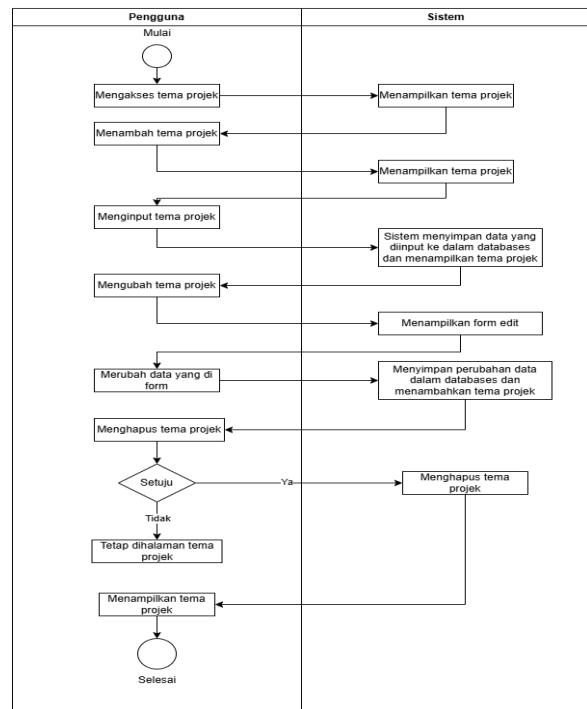 Pengguna
Sistem
Mulai
Mengakses tema projek
Menampilkan tema projek
Menambah tema projek
Menampilkan tema projek
Menginput tema projek
Sistem menyimpan data yang
diinput ke dalam databases
dan menampilkan tema projek
Mengubah tema projek
Menampilkan form edit
Merubah data yang di
form
Menyimpan perubahan data
dalam databases dan
menambahkan tema projek
Menghapus tema projek
Setuju
Ya
Menghapus tema
projek
Tidak
Tetap dihalaman tema
projek
Menampilkan tema
projek
Selesai